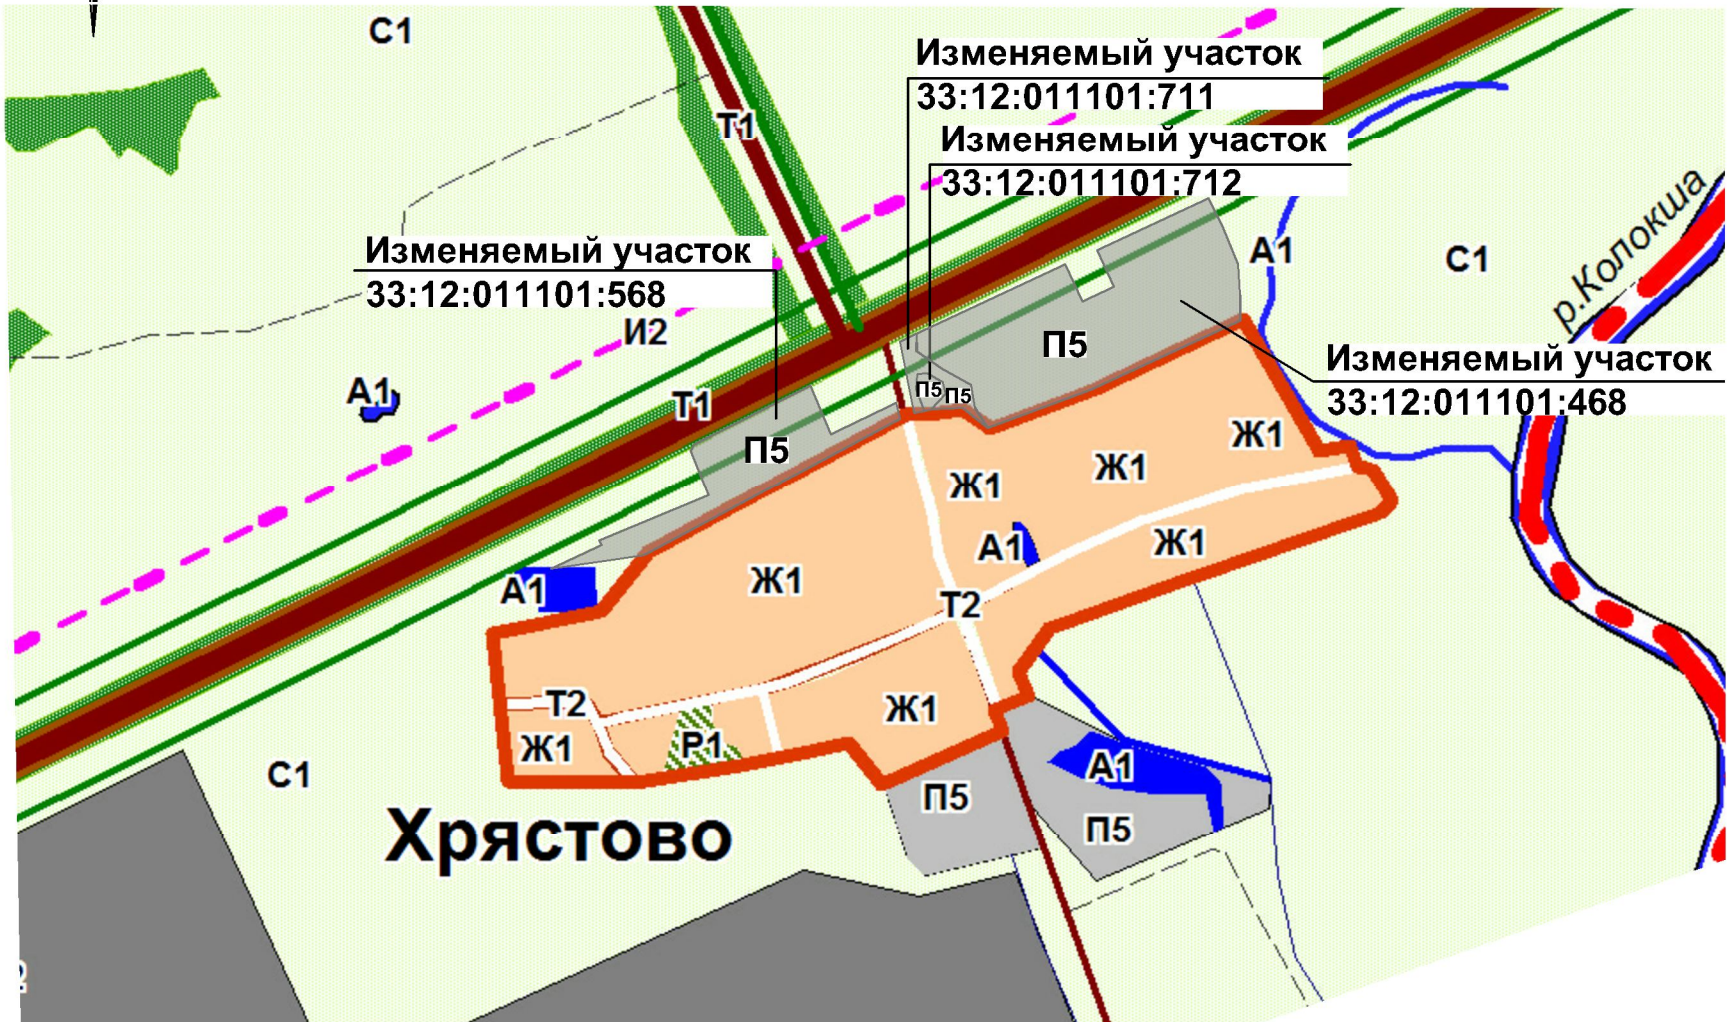 С1
Изменяемый участок
33:12:011101:711
Т1
Изменяемый участок
33:12:011101:712
р.Колокша
Изменяемый участок
33:12:011101:568
А1
С1
И2
П5
Изменяемый участок
33:12:011101:468
А1
Т1
П5
П5
П5
Ж1
Ж1
Ж1
А1
Ж1
Ж1
А1
Т2
Т2
Ж1
Ж1
Р1
С1
А1
П5
П5
Хрястово